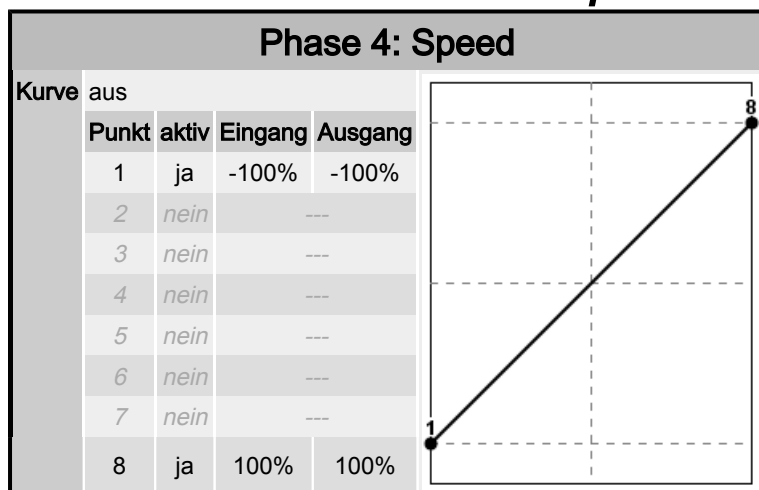 Phase 4: Speed
Kurve aus
Punkt aktiv Eingang Ausgang
1 ja -100% -100%
2 nein ---
3 nein ---
4 nein ---
5 nein ---
6 nein ---
7 nein ---
8 ja 100% 100%
8
1